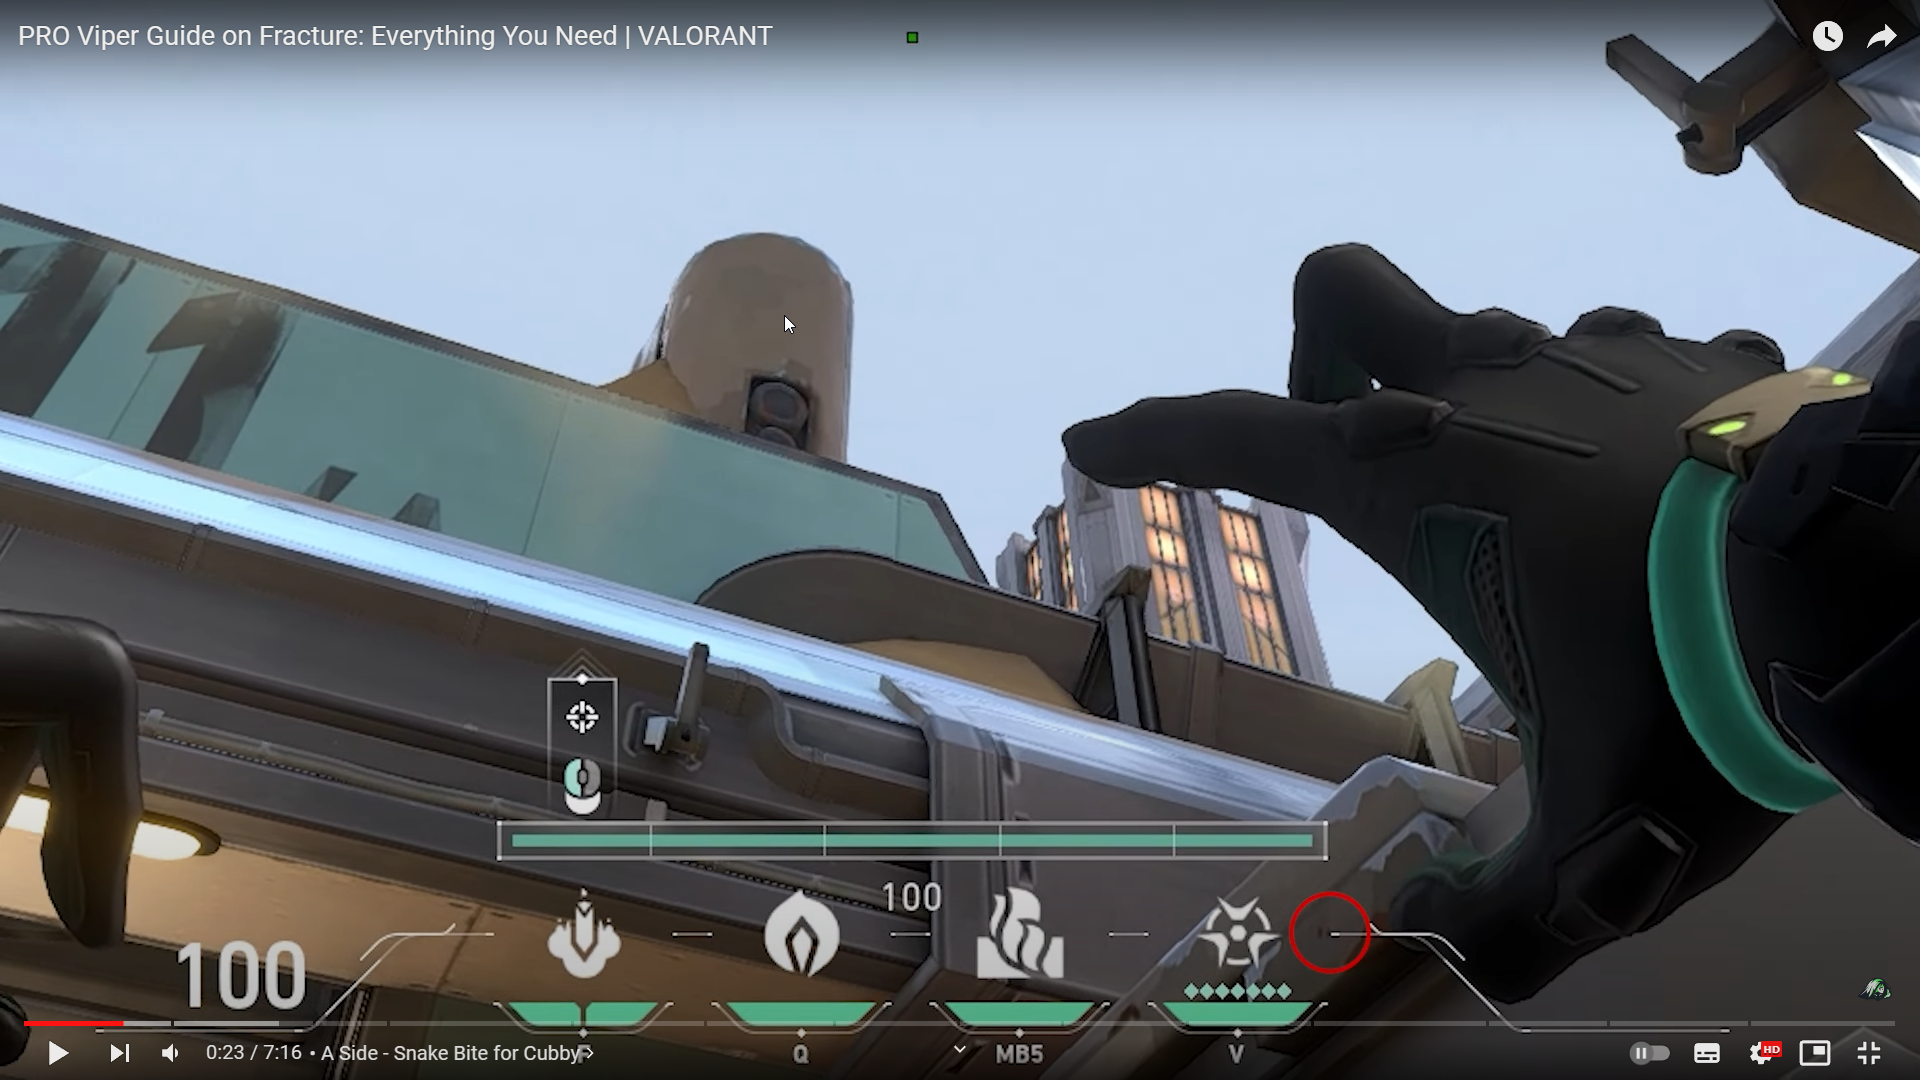 PRO Viper Guide on Fracture: Everything You Need | VALORANT
100
100
F
Q
MB5
V
0:23 / 7:16 • A Side - Snake Bite for Cubby
HD